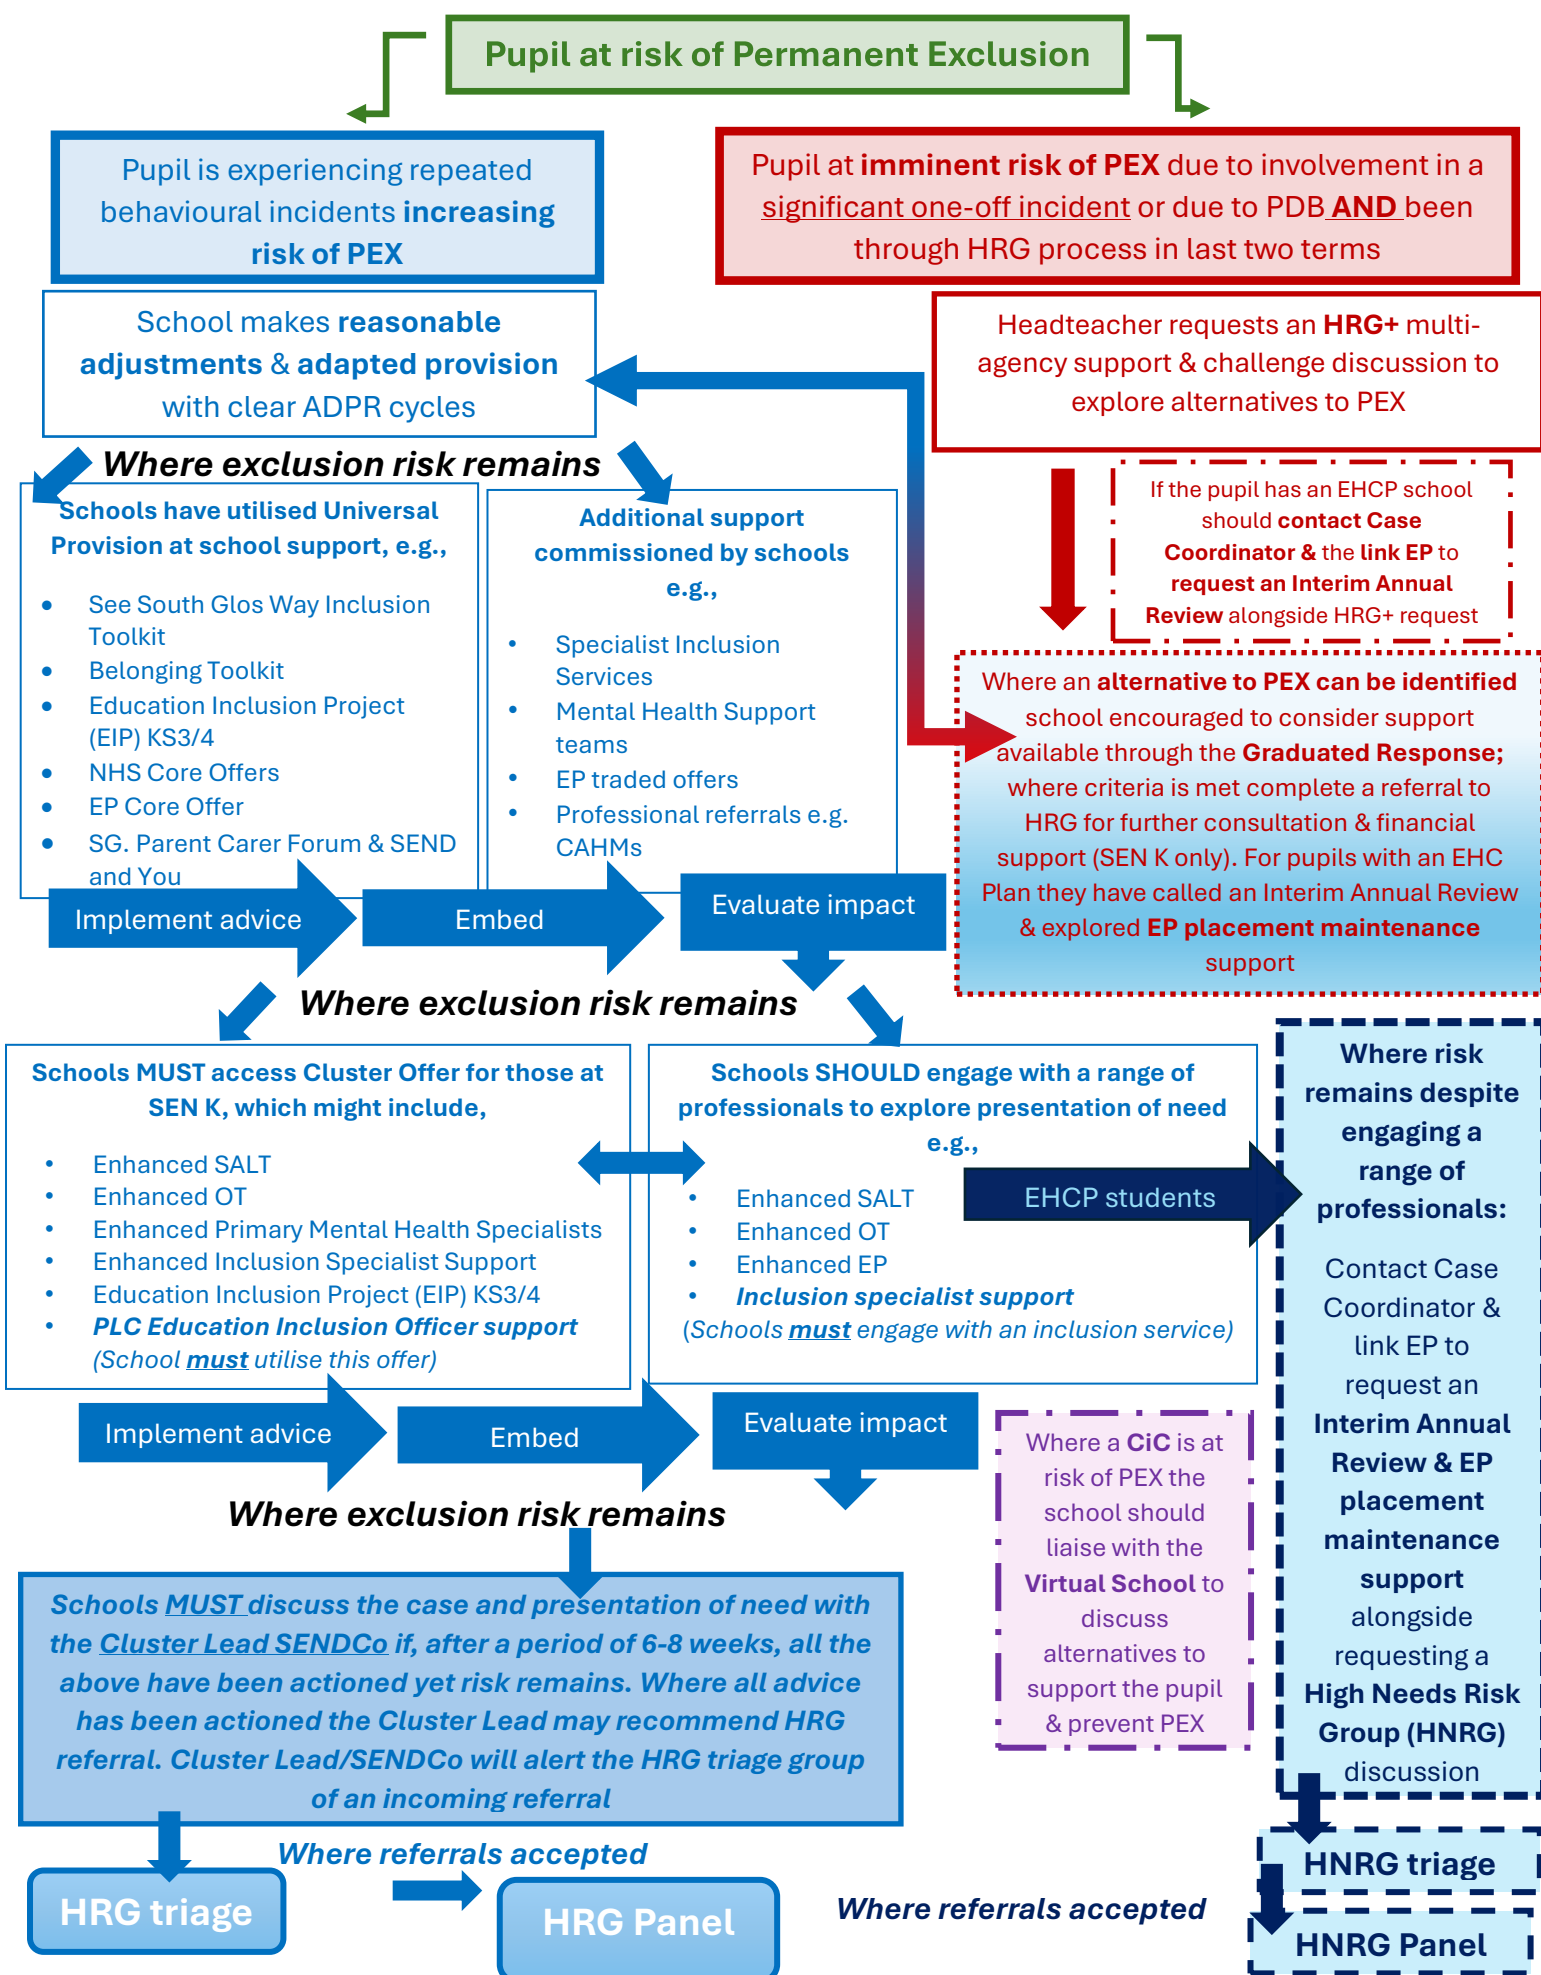 Pupil at risk of Permanent Exclusion
Pupil is experiencing repeated
behavioural incidents increasing
risk of PEX
Pupil at imminent risk of PEX due to involvement in a
significant one-off incident or due to PDB AND been
through HRG process in last two terms
School makes reasonable
adjustments & adapted provision
with clear ADPR cycles
Headteacher requests an HRG+ multi-
agency support & challenge discussion to
explore alternatives to PEX
Where exclusion risk remains
If the pupil has an EHCP school
should contact Case
Coordinator & the link EP to
request an Interim Annual
Review alongside HRG+ request
Schools have utilised Universal
Provision at school support, e.g.,
• See South Glos Way Inclusion
Toolkit
• Belonging Toolkit
• Education Inclusion Project
(EIP) KS3/4
• NHS Core Offers
• EP Core Offer
• SG. Parent Carer Forum & SEND
and You
Additional support
commissioned by schools
e.g.,
• Specialist Inclusion
Services
• Mental Health Support
teams
• EP traded offers
• Professional referrals e.g.
CAHMs
Where an alternative to PEX can be identified
school encouraged to consider support
available through the Graduated Response;
where criteria is met complete a referral to
HRG for further consultation & financial
support (SEN K only). For pupils with an EHC
Plan they have called an Interim Annual Review
& explored EP placement maintenance
support
Implement advice
Embed
Evaluate impact
Where exclusion risk remains
Schools MUST access Cluster Offer for those at
SEN K, which might include,
• Enhanced SALT
• Enhanced OT
• Enhanced Primary Mental Health Specialists
• Enhanced Inclusion Specialist Support
• Education Inclusion Project (EIP) KS3/4
• PLC Education Inclusion Officer support
(School must utilise this offer)
Schools SHOULD engage with a range of
professionals to explore presentation of need
e.g.,
• Enhanced SALT
• Enhanced OT
• Enhanced EP
• Inclusion specialist support
(Schools must engage with an inclusion service)
EHCP students
Where risk
remains despite
engaging a
range of
professionals:
Contact Case
Coordinator &
link EP to
request an
Interim Annual
Review & EP
placement
maintenance
support
alongside
requesting a
High Needs Risk
Group (HNRG)
discussion
Implement advice
Embed
Evaluate impact
Where a CiC is at
risk of PEX the
school should
liaise with the
Virtual School to
discuss
alternatives to
support the pupil
& prevent PEX
Where exclusion risk remains
Schools MUST discuss the case and presentation of need with
the Cluster Lead SENDCo if, after a period of 6-8 weeks, all the
above have been actioned yet risk remains. Where all advice
has been actioned the Cluster Lead may recommend HRG
referral. Cluster Lead/SENDCo will alert the HRG triage group
of an incoming referral
Where referrals accepted
HRG triage
HRG Panel
Where referrals accepted
HNRG triage
HNRG Panel